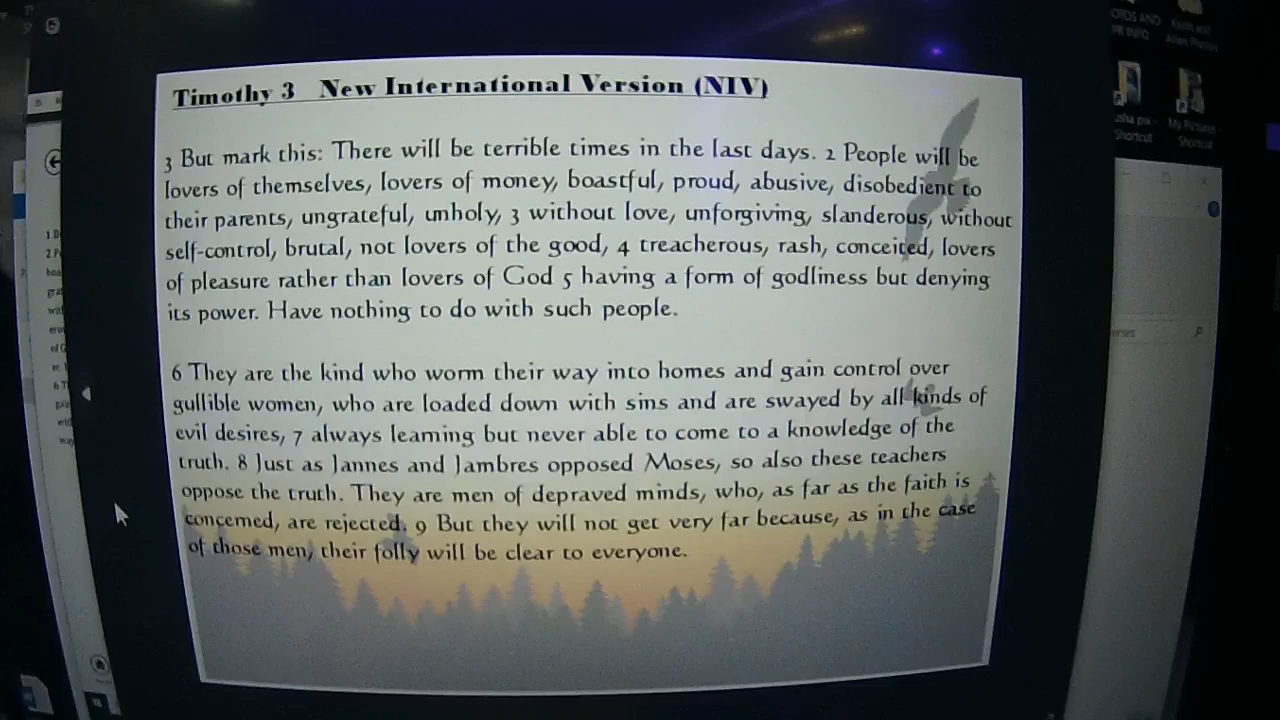 Timothy 3 New International Version (NIV)
3 But mark this: There will be terrible times in the last days. 2 People will be
lovers of themselves, lovers of money, boastful, proud, abusive, disobedient to
their parents, ungrateful, unholy, 3 without love, unforgiving, slanderous, without
self-control, brutal, not lovers of the good, 4 treacherous, rash, conceited, lovers
of pleasure rather than lovers of God 5 having a form of godliness but denying
its power. Have nothing to do with such people.
6 They are the kind who worm their way into homes and gain control over
gullible women, who are loaded down with sins and are swayed by all kinds of
evil desires, 7 always learning but never able to come to a knowledge of the
truth. 8 Just as Jannes and Jambres opposed Moses, so also these teachers
oppose the truth. They are men of depraved minds, who, as far as the faith is
concerned, are rejected. 9 But they will not get very far because, as in the case
of those men, their folly will be clear to everyone.
AND
PR INFO
Shortcut
My Pictures
Shortcut